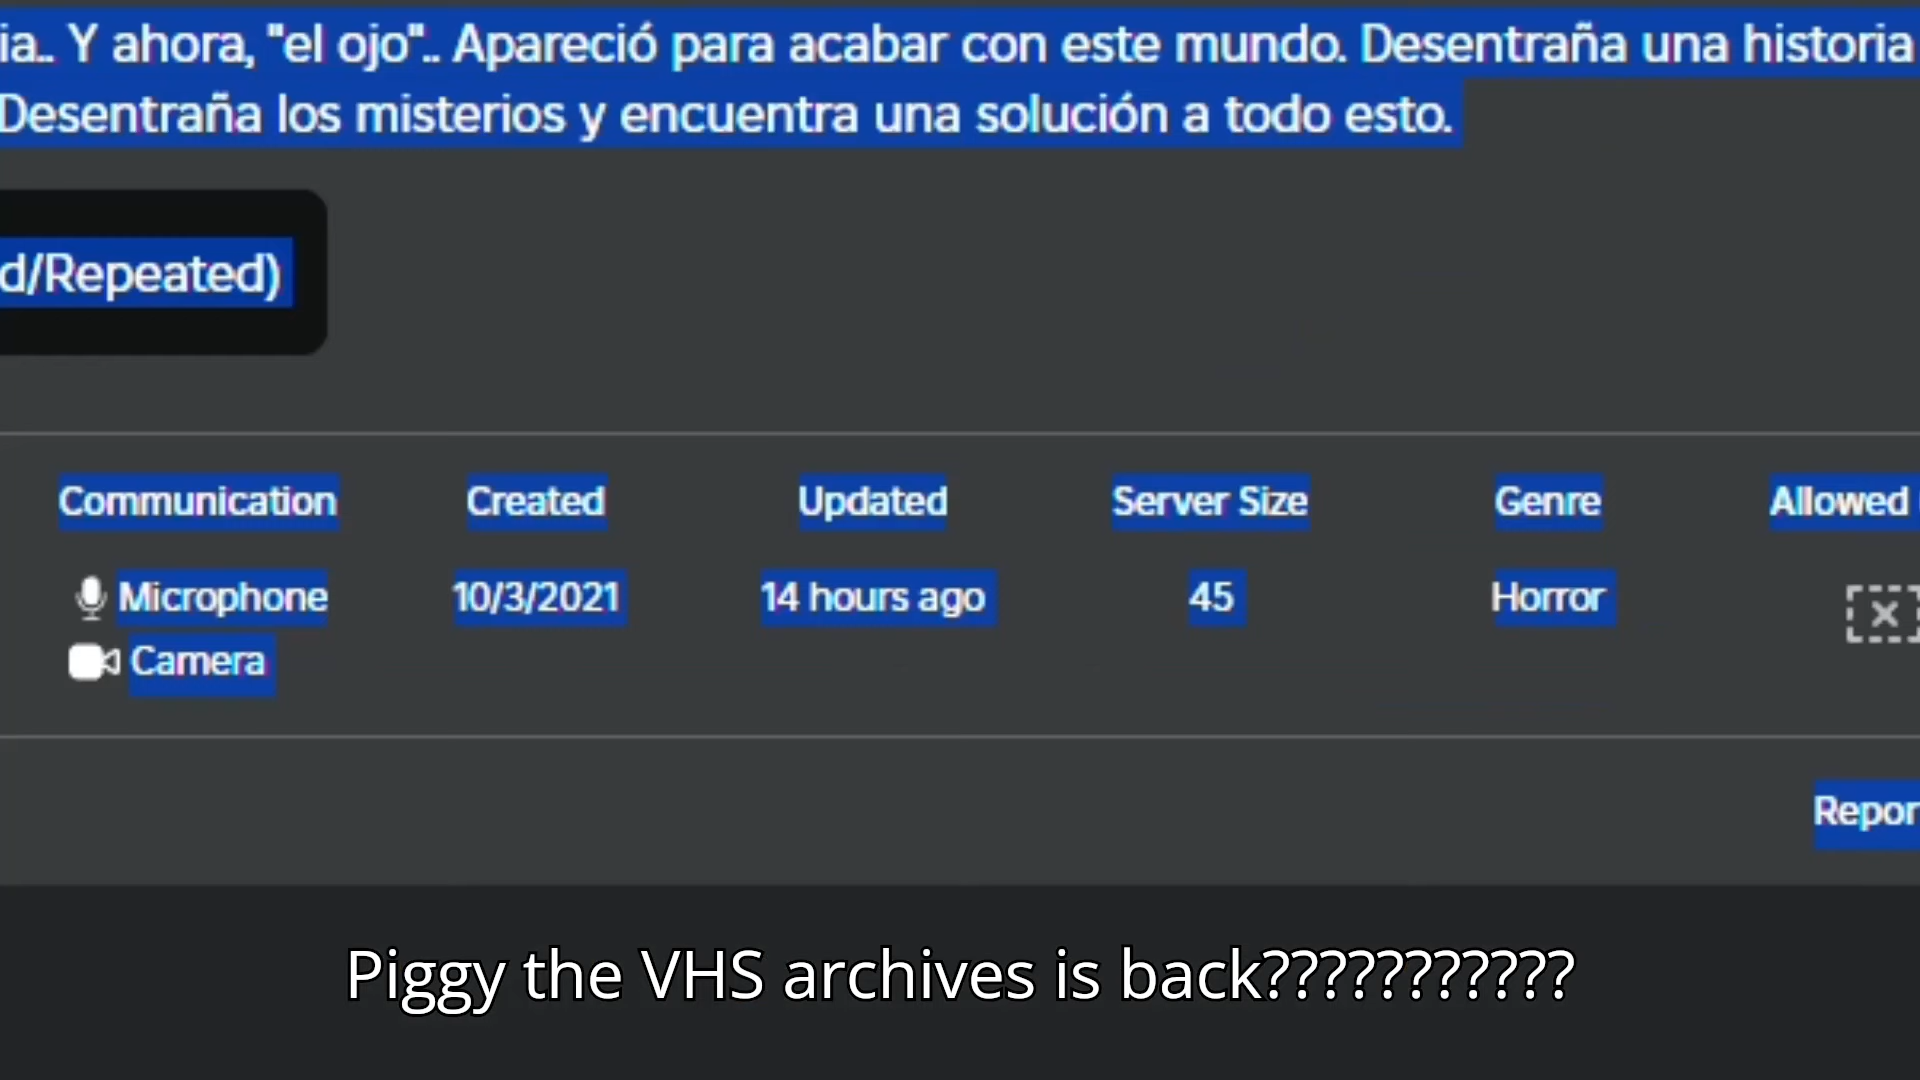 ia.. Y ahora, "el ojo".. Apareció para acabar con este mundo. Desentraña una historia
Desentraña los misterios y encuentra una solución a todo esto.
d/Repeated)
Communication Created Updated Server Size Genre Allowed
Microphone 10/3/2021 14 hours ago 45 Horror
Camera
Repor
Piggy the VHS archives is back???????????